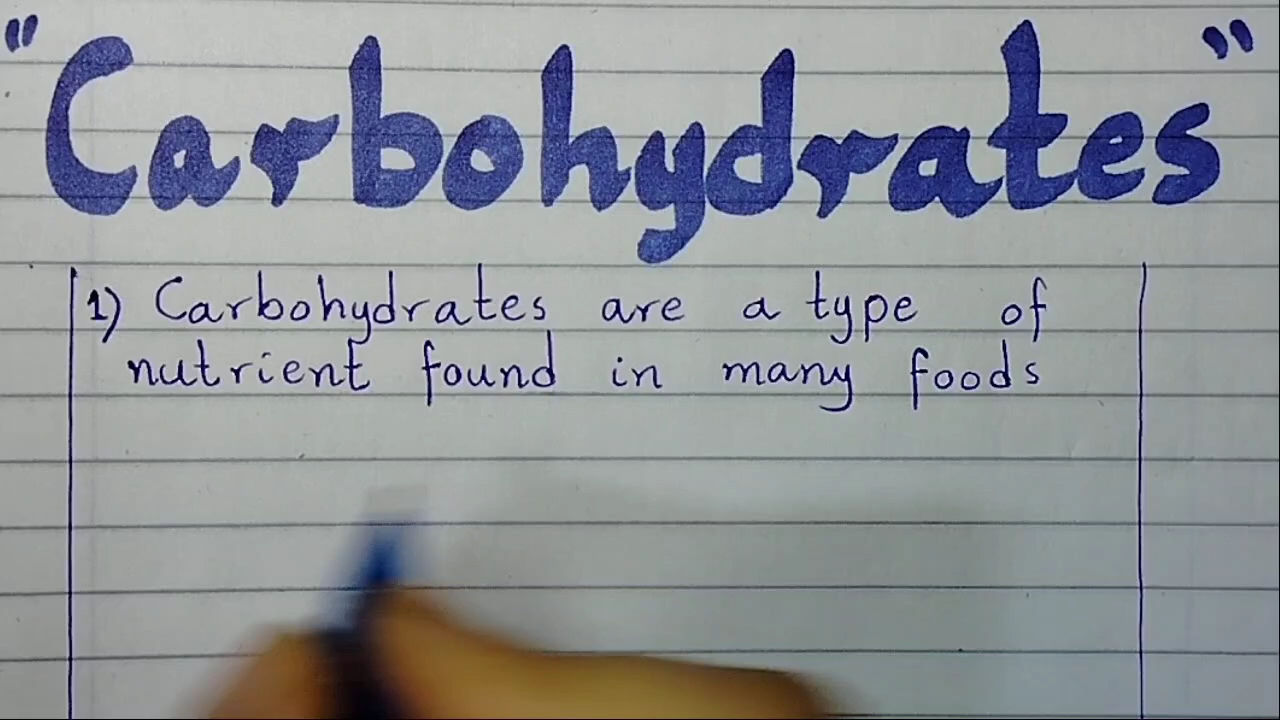 "Carbohydrates"
1) Carbohydrates are a type of
nutrient found in many foods